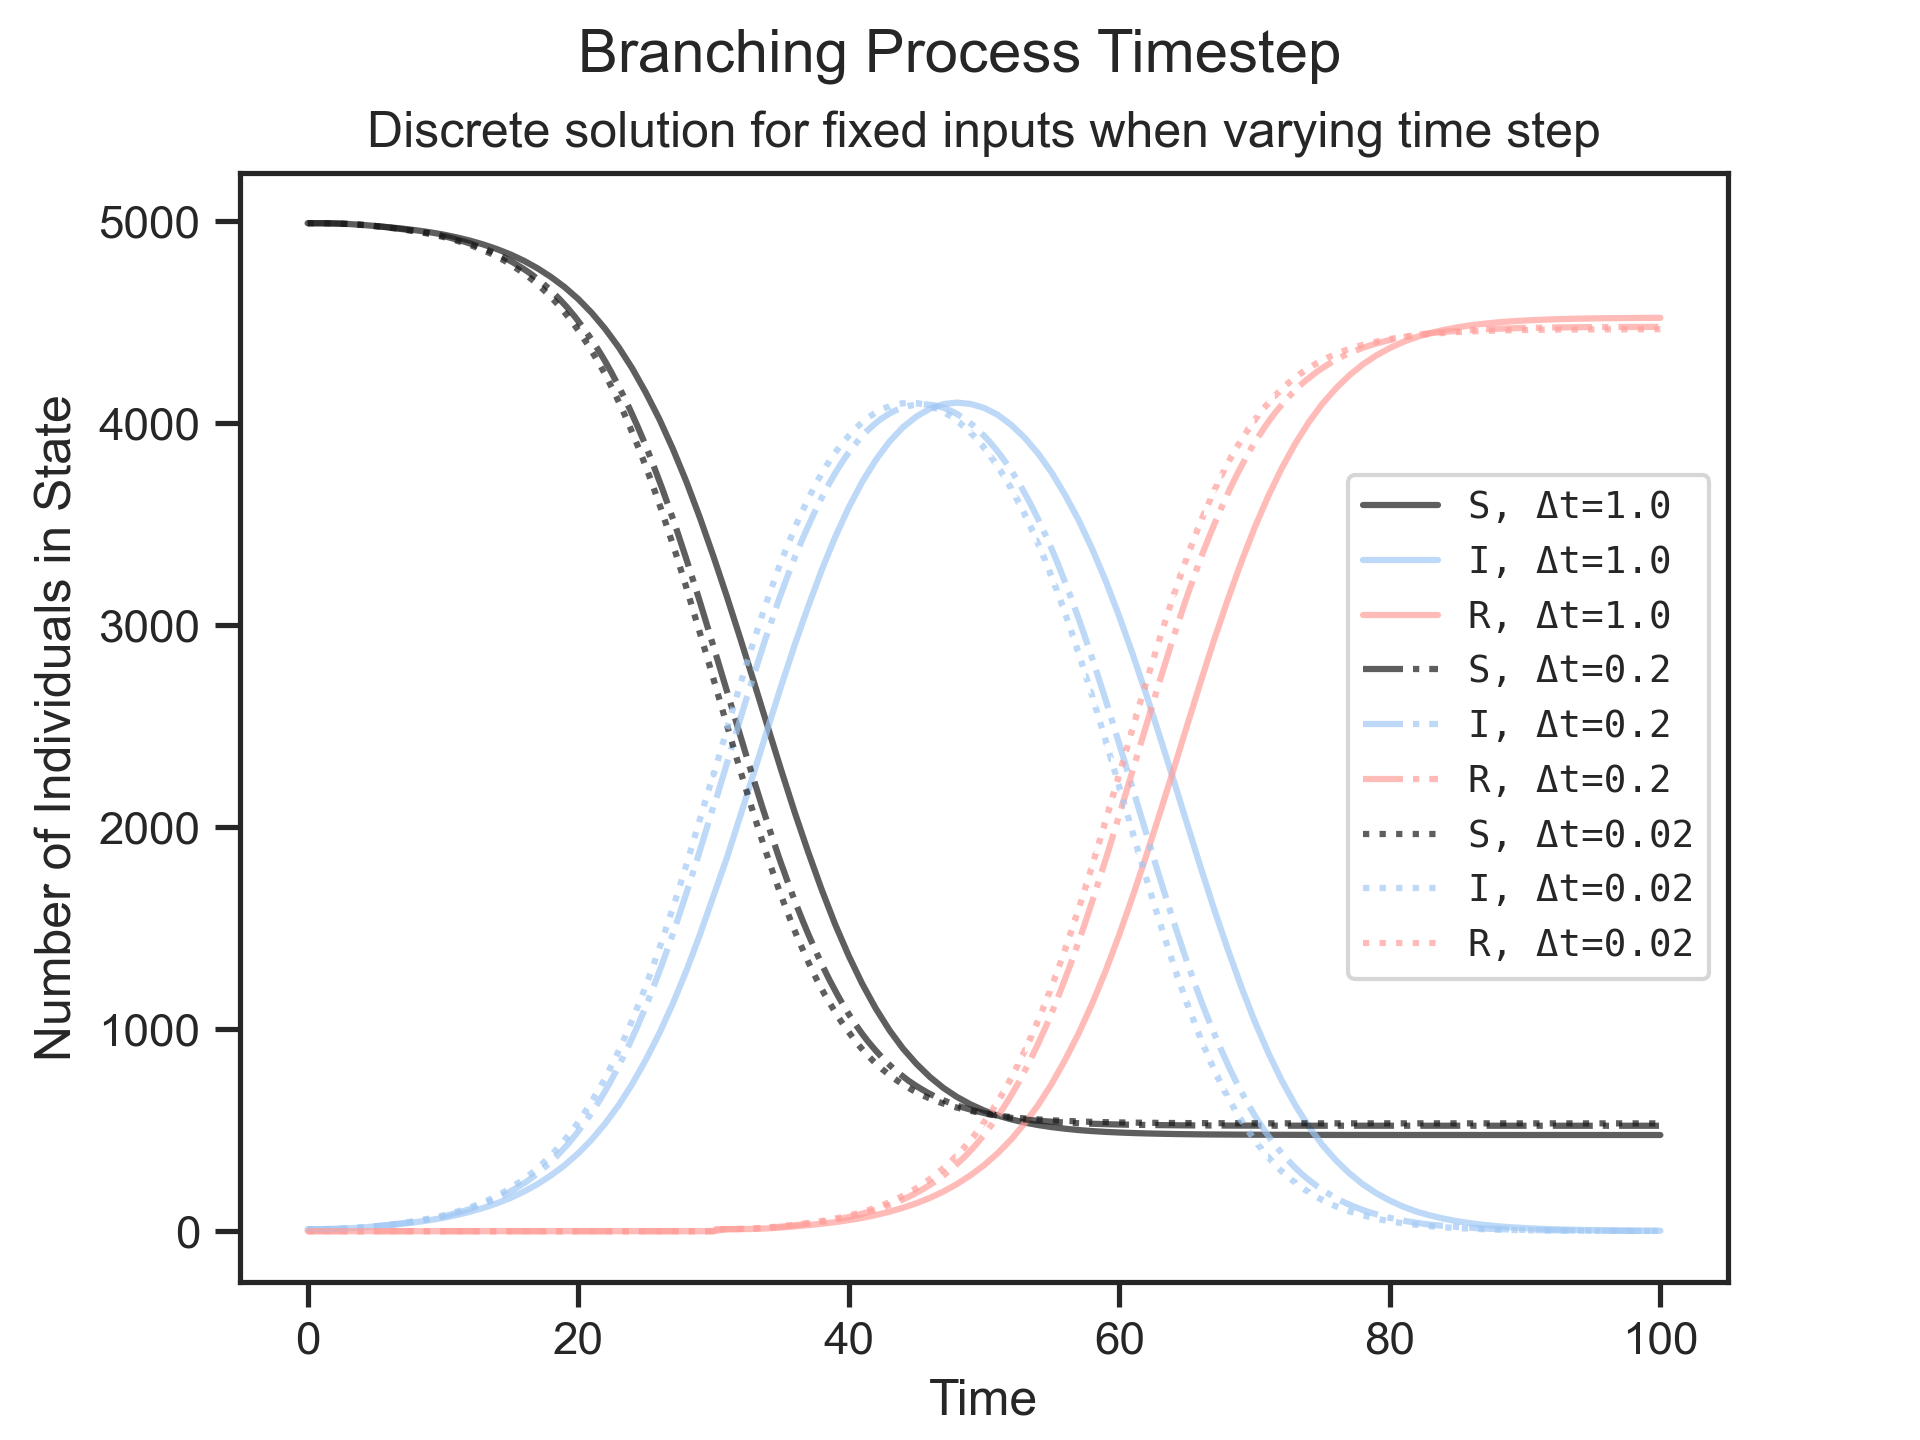 Branching Process Timestep
Discrete solution for fixed inputs when varying time step
Number of Individuals in State
5000
4000
3000
2000
1000
0
S, Δt=1.0
I, Δt=1.0
R, Δt=1.0
S, Δt=0.2
I, Δt=0.2
R, Δt=0.2
S, Δt=0.02
I, Δt=0.02
R, Δt=0.02
0 20 40 60 80 100
Time